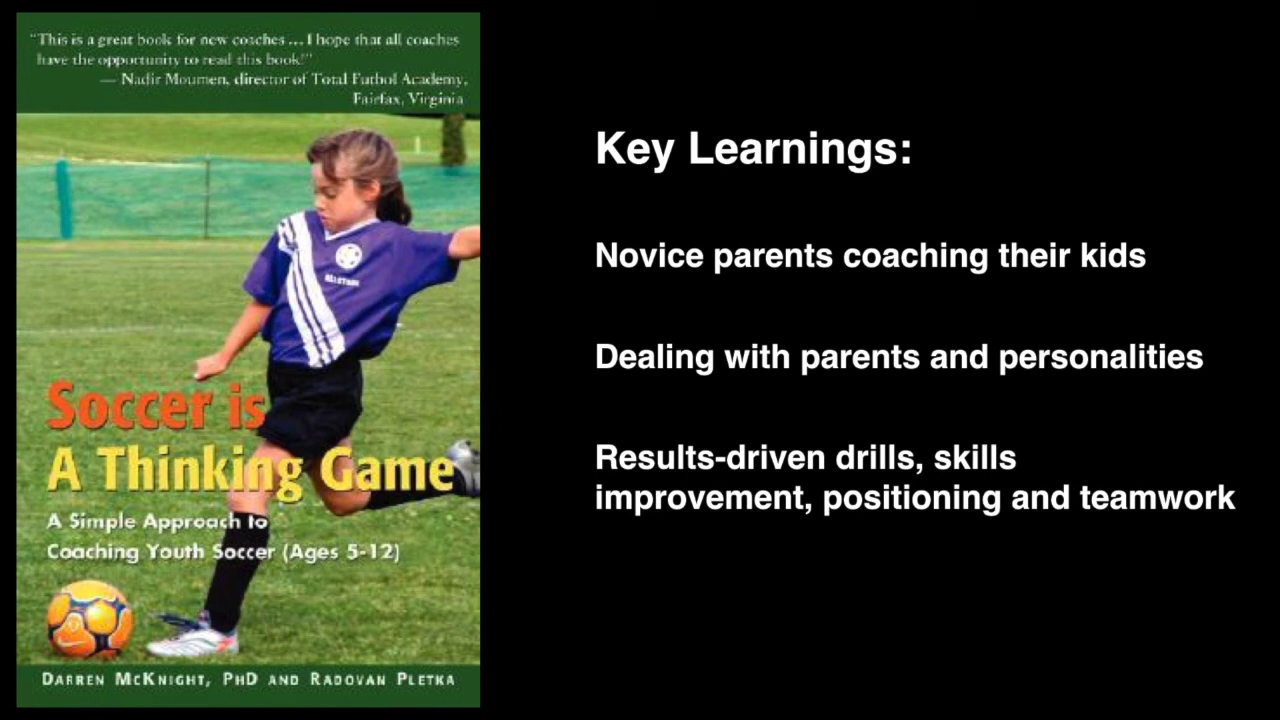 "This is a great book for new coaches ... I hope that all coaches
have the opportunity to read this book!"
— Nadir Moumen, director of Total Futbol Academy,
Fairfax, Virginia
Soccer is
A Thinking Game
A Simple Approach to
Coaching Youth Soccer (Ages 5-12)
DARREN MCKNIGHT, PHD AND RADOVAN PLETKA
Key Learnings:
Novice parents coaching their kids
Dealing with parents and personalities
Results-driven drills, skills
improvement, positioning and teamwork